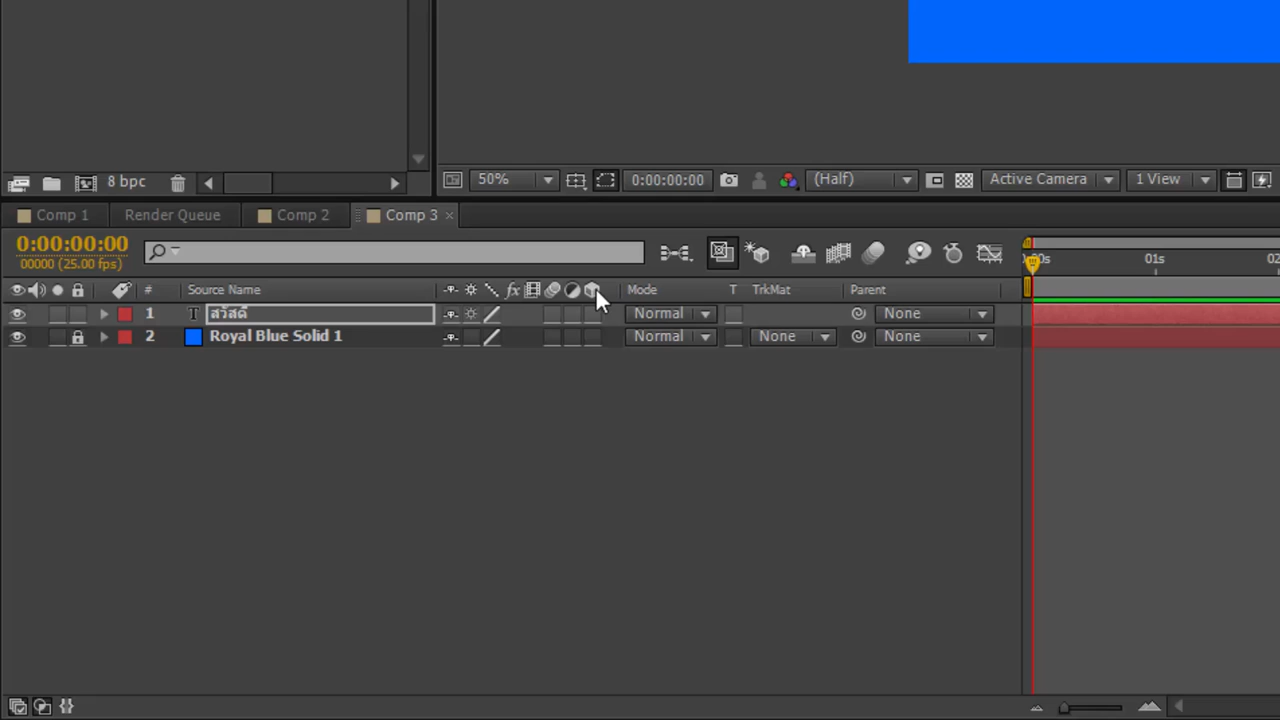 8 bpc
50%
0:00:00:00
(Half)
Active Camera
1 View
Comp 1
Render Queue
Comp 2
Comp 3
0:00:00:00
00000 (25.00 fps)
01s
#
Source Name
fx
Mode
T
TrkMat
Parent
1
T
สวัสดี
Normal
None
2
Royal Blue Solid 1
Normal
None
None